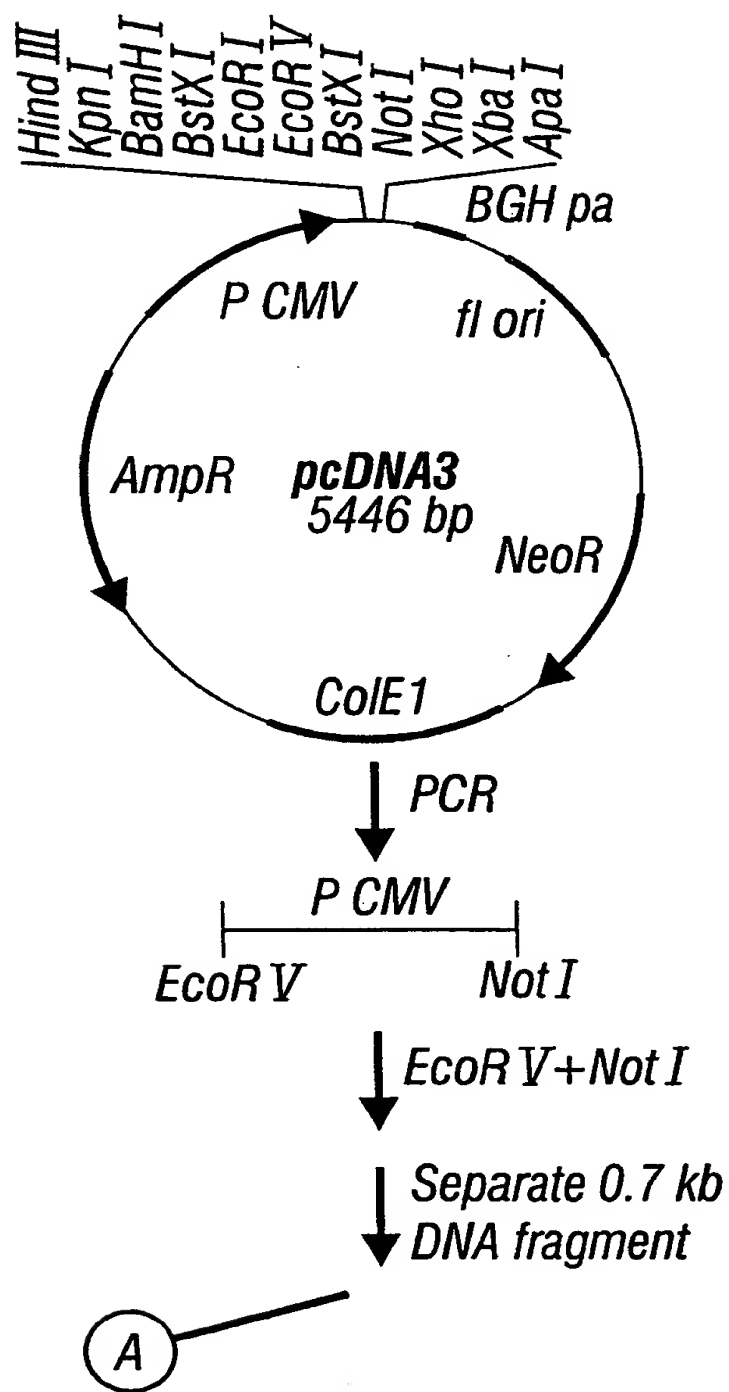 Hind III
Kpn I
BamH I
BstX I
EcoR I
EcoR V
BstX I
Not I
Xho I
Xba I
Apa I
BGH pa
P CMV
fl ori
AmpR
pcDNA3
5446 bp
NeoR
ColE1
PCR
P CMV
EcoR V
Not I
EcoR V+Not I
Separate 0.7 kb
DNA fragment
A